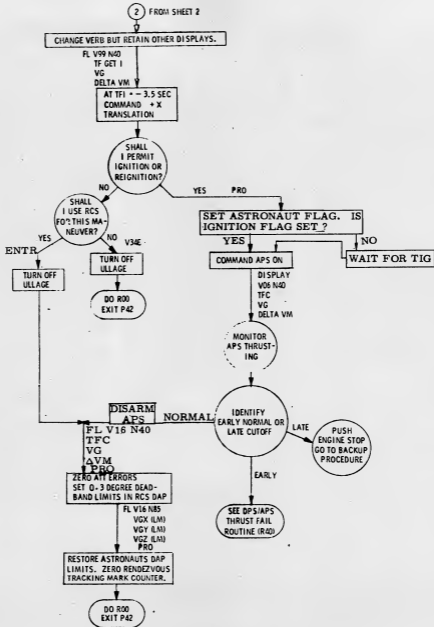 2
FROM SHEET 2
CHANGE VERB BUT RETAIN OTHER DISPLAYS.
FL V99 N40
TF GET I
VG
DELTA VM
AT TFI = - 3.5 SEC
COMMAND + X
TRANSLATION
SHALL
I PERMIT
IGNITION OR
REIGNITION?
NO
YES PRO
SHALL
I USE RCS
FOR THIS MA-
NEUVER?
YES
ENTR
NO
V34E
TURN OFF
ULLAGE
TURN OFF
ULLAGE
DO R00
EXIT P42
SET ASTRONAUT FLAG. IS
IGNITION FLAG SET ?
YES
NO
COMMAND APS ON
WAIT FOR TIG
DISPLAY
V06 N40
TFC
VG
DELTA VM
MONITOR
APS THRUST-
ING
IDENTIFY
EARLY NORMAL OR
LATE CUTOFF
NORMAL
DISARM
APS
LATE
PUSH
ENGINE STOP
GO TO BACKUP
PROCEDURE
EARLY
SEE DPS/APS
THRUST FAIL
ROUTINE (R40)
FL V16 N40
TFC
VG
ΔVM
PRO
ZERO ATT ERRORS
SET 0.3 DEGREE DEAD-
BAND LIMITS IN RCS DAP
FL V16 N85
VGX (LM)
VGY (LM)
VGZ (LM)
PRO
RESTORE ASTRONAUTS DAP
LIMITS. ZERO RENDEZVOUS
TRACKING MARK COUNTER.
DO R00
EXIT P42